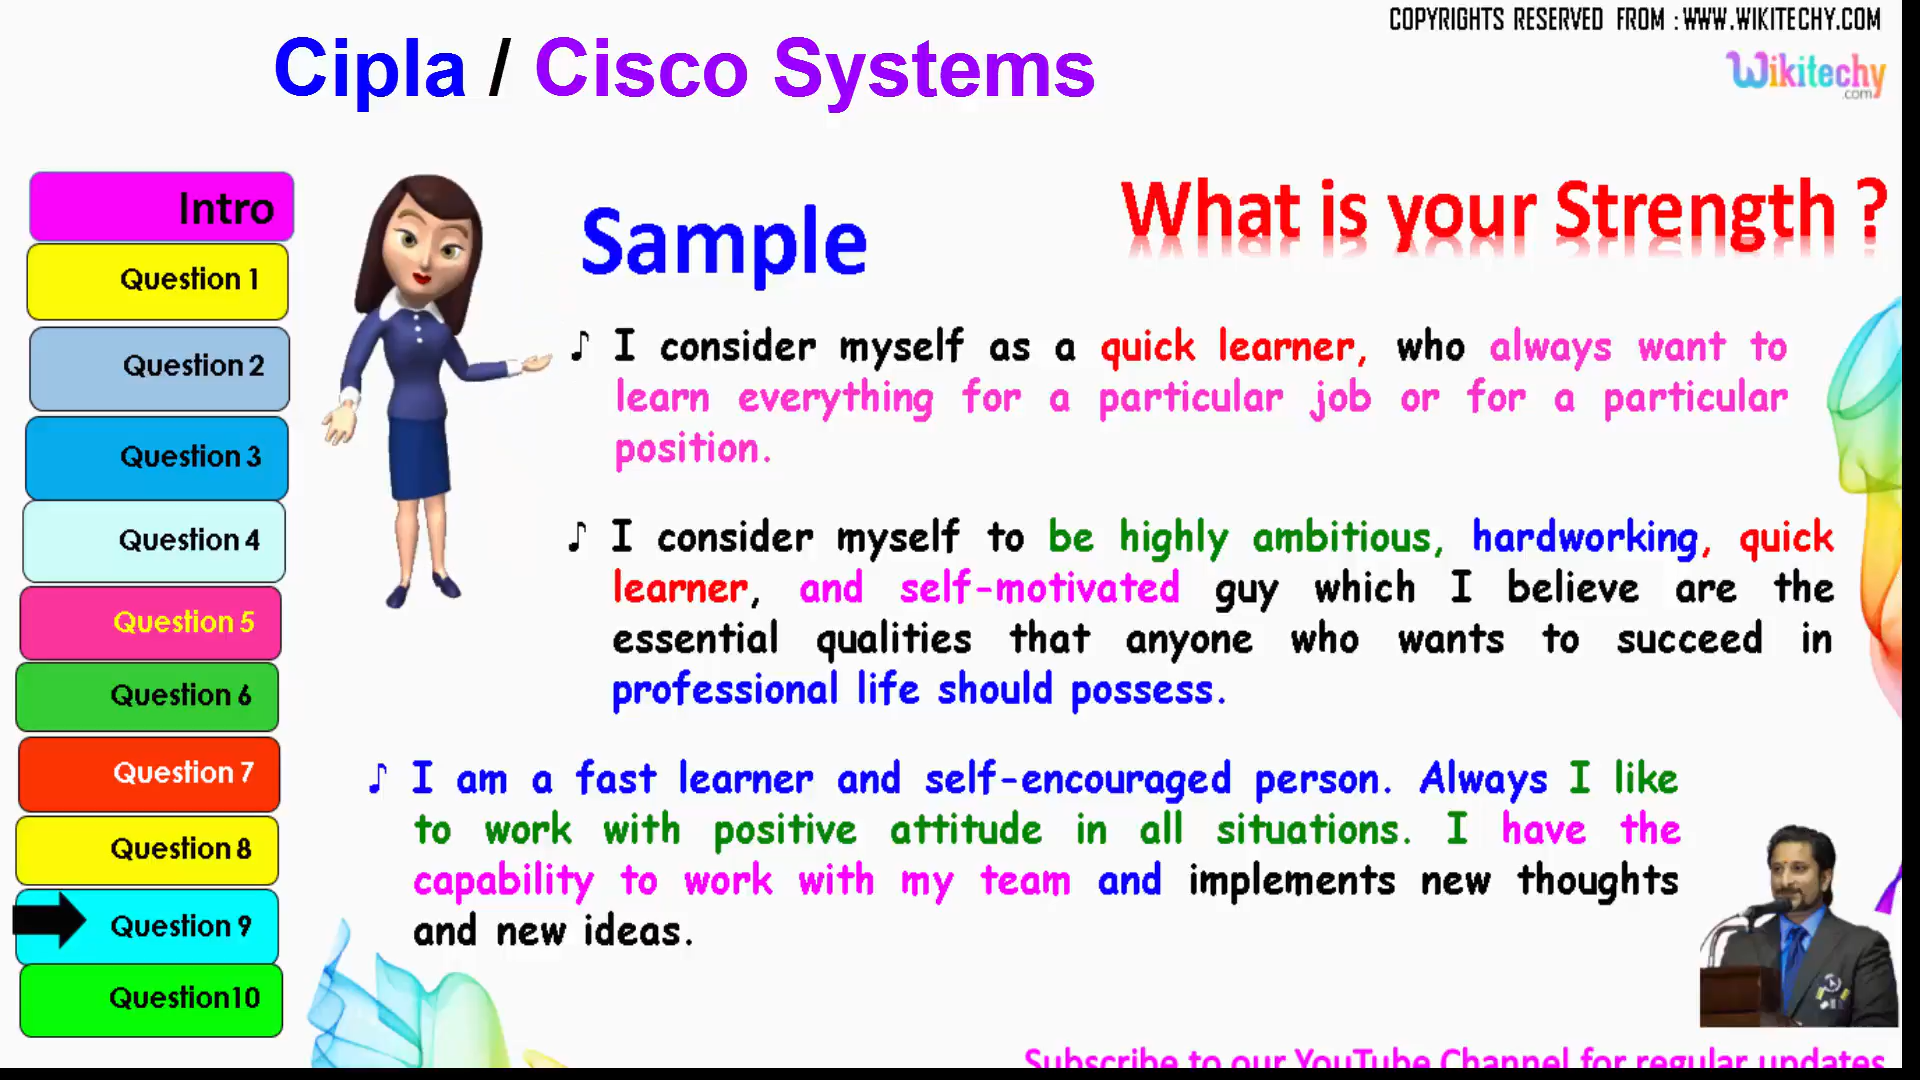 COPYRIGHTS RESERVED FROM : WWW.WIKITECHY.COM
Cipla / Cisco Systems
Wikitechy
.com
Intro
Question 1
Question 2
Question 3
Question 4
Question 5
Question 6
Question 7
Question 8
Question 9
Question10
What is your Strength ?
Sample
♪ I consider myself as a quick learner, who always want to
learn everything for a particular job or for a particular
position.
♪ I consider myself to be highly ambitious, hardworking, quick
learner, and self-motivated guy which I believe are the
essential qualities that anyone who wants to succeed in
professional life should possess.
♪ I am a fast learner and self-encouraged person. Always I like
to work with positive attitude in all situations. I have the
capability to work with my team and implements new thoughts
and new ideas.
Subscribe to our YouTube Channel for regular updates